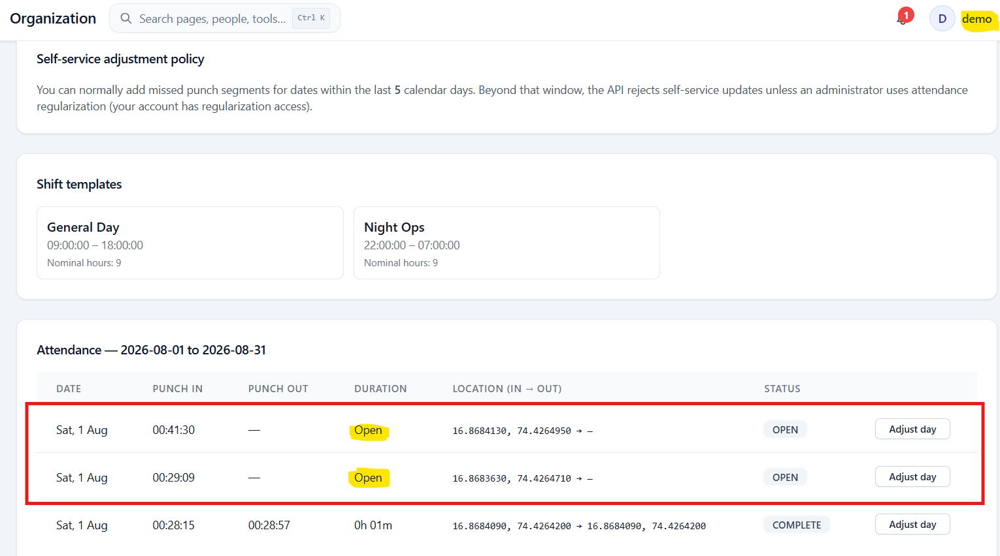 Organization
Search pages, people, tools...
Ctrl K
1
D
demo
Self-service adjustment policy
You can normally add missed punch segments for dates within the last 5 calendar days. Beyond that window, the API rejects self-service updates unless an administrator uses attendance
regularization (your account has regularization access).
Shift templates
General Day
09:00:00 – 18:00:00
Nominal hours: 9
Night Ops
22:00:00 – 07:00:00
Nominal hours: 9
Attendance — 2026-08-01 to 2026-08-31
DATE PUNCH IN PUNCH OUT DURATION LOCATION (IN → OUT) STATUS
Sat, 1 Aug 00:41:30 — Open 16.8684130, 74.4264950 → — OPEN Adjust day
Sat, 1 Aug 00:29:09 — Open 16.8683630, 74.4264710 → — OPEN Adjust day
Sat, 1 Aug 00:28:15 00:28:57 0h 01m 16.8684090, 74.4264200 → 16.8684090, 74.4264200 COMPLETE Adjust day